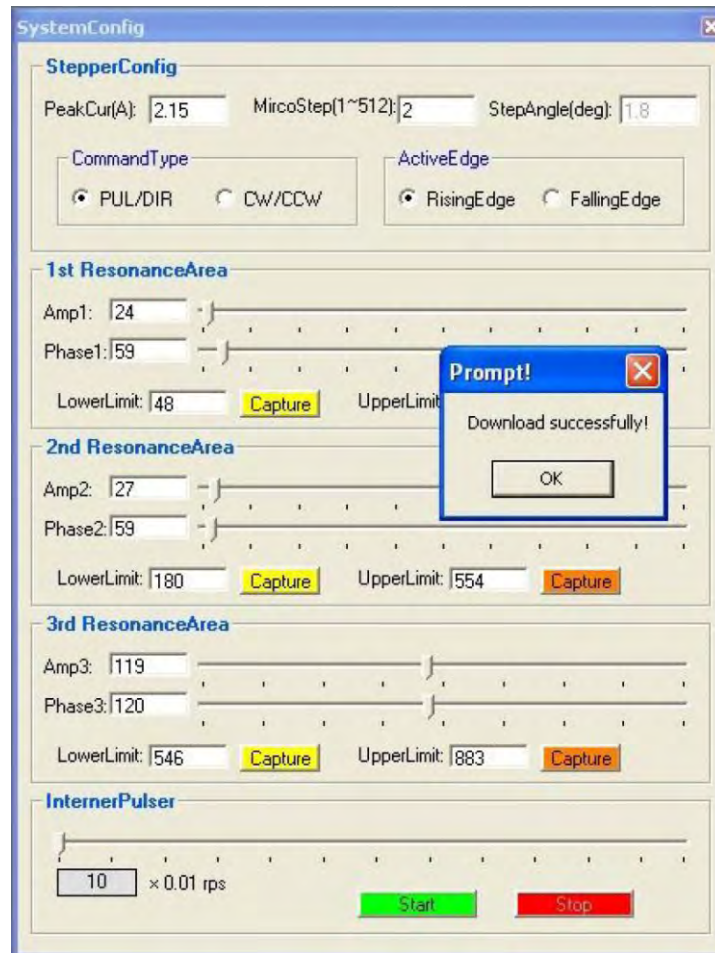 SystemConfig
StepperConfig
PeakCur(A): 2.15 MircoStep(1~512): 2 StepAngle(deg): 1.8
CommandType ActiveEdge
PUL/DIR CW/CCW RisingEdge FallingEdge
1st ResonanceArea
Amp1: 24
Phase1: 59
LowerLimit: 48 Capture UpperLimit
Prompt!
Download successfully!
OK
2nd ResonanceArea
Amp2: 27
Phase2: 59
LowerLimit: 180 Capture UpperLimit: 554 Capture
3rd ResonanceArea
Amp3: 119
Phase3: 120
LowerLimit: 546 Capture UpperLimit: 883 Capture
InternerPulser
10 × 0.01 rps
Start Stop